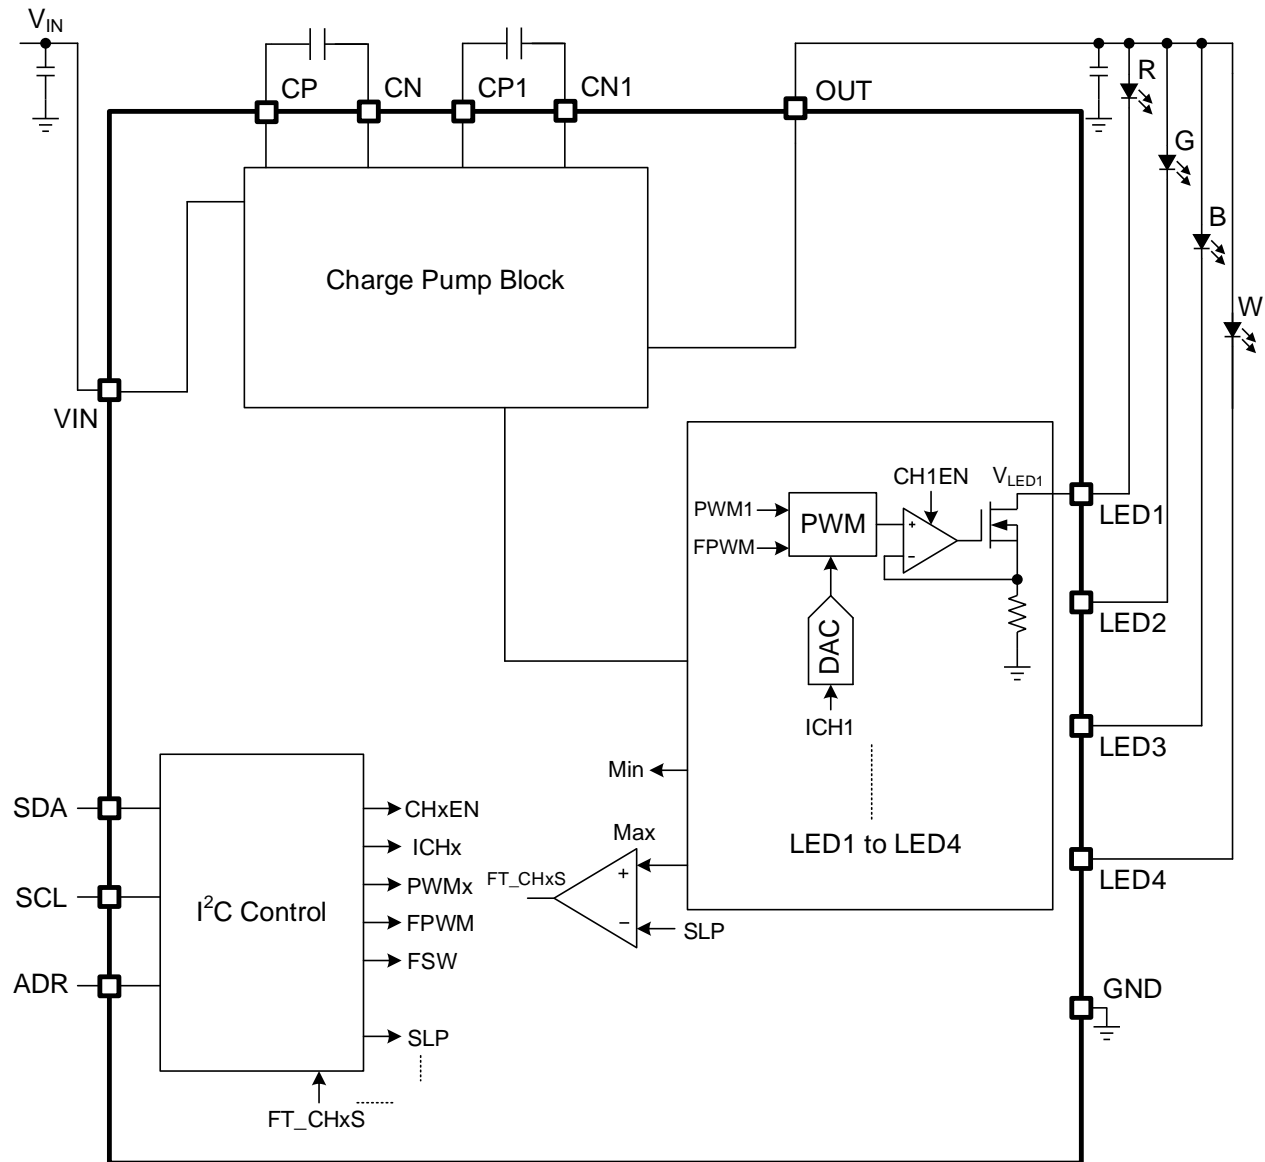 V_IN
CP
CN
CP1
CN1
OUT
R
G
B
W
Charge Pump Block
VIN
CH1EN
V_LED1
PWM1
PWM
FPWM
LED1
DAC
LED2
ICH1
LED3
Min
SDA
CHxEN
Max
LED1 to LED4
ICHx
FT_CHxS
+
PWMx
LED4
SCL
I²C Control
FPWM
−
SLP
FSW
ADR
GND
SLP
FT_CHxS